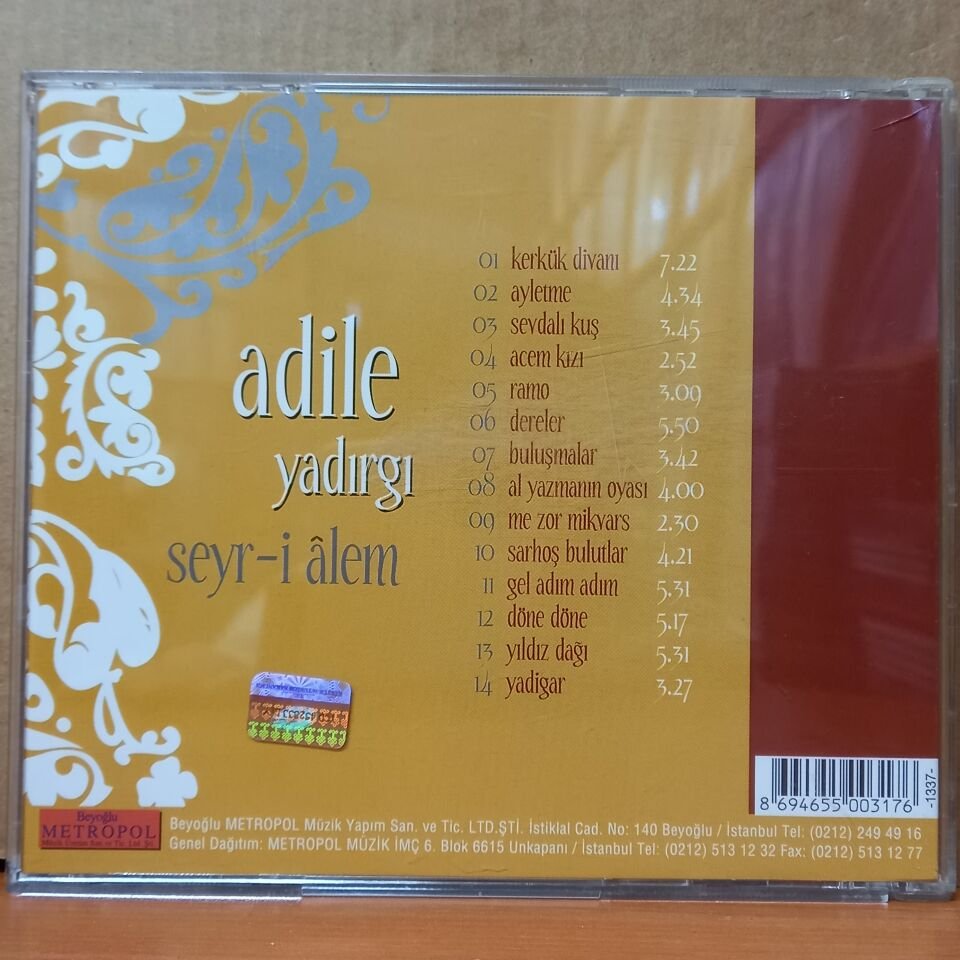 adile
yadırgı
seyr-i âlem
01 kerkük divanı 7.22
02 ayletme 4.34
03 sevdalı kuş 3.45
04 acem kızı 2.52
05 ramo 3.09
06 dereler 5.50
07 buluşmalar 3.42
08 al yazmanın oyası 4.00
09 me zor mikvars 2.30
10 sarhoş bulutlar 4.21
11 gel adım adım 5.31
12 döne döne 5.17
13 yıldız dağı 5.31
14 yadigar 3.27
8 694655 003176
-1337-
Beyoğlu
METROPOL
Beyoğlu METROPOL Müzik Yapım San. ve Tic. LTD.ŞTİ. İstiklal Cad. No: 140 Beyoğlu / İstanbul Tel: (0212) 249 49 16
Genel Dağıtım: METROPOL MÜZİK İMÇ 6. Blok 6615 Unkapanı / İstanbul Tel: (0212) 513 12 32 Fax: (0212) 513 12 77